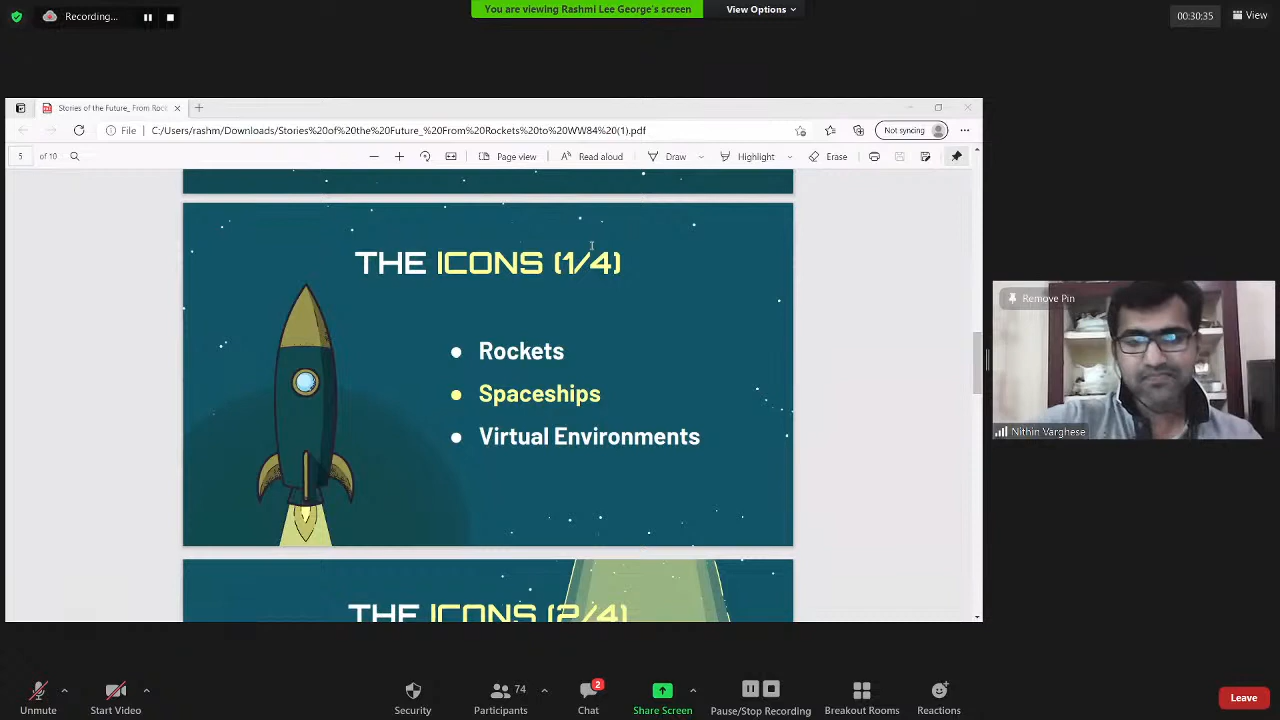 Recording...
You are viewing Rashmi Lee George's screen
View Options
00:30:35
View
Stories of the Future_ From Rock
File
C:/Users/rashm/Downloads/Stories%20of%20the%20Future_%20From%20Rockets%20to%20WW84%20(1).pdf
Not syncing
5
of 10
Page view
Read aloud
Draw
Highlight
Erase
THE ICONS (1/4)
• Rockets
• Spaceships
• Virtual Environments
THE ICONS (2/4)
Remove Pin
Nithin Varghese
Unmute
Start Video
Security
74
Participants
2
Chat
Share Screen
Pause/Stop Recording
Breakout Rooms
Reactions
Leave